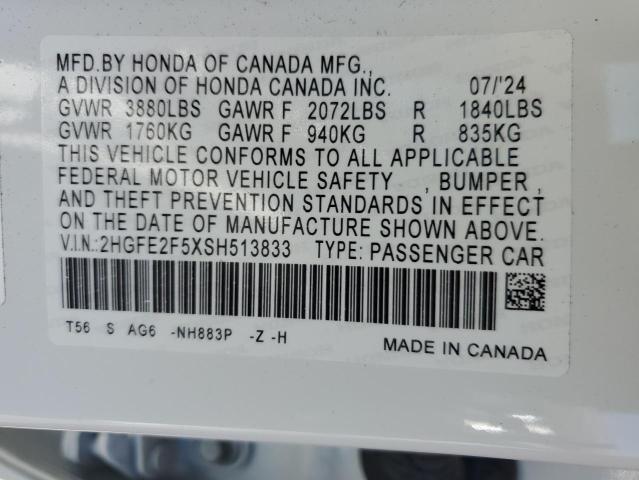 MFD.BY HONDA OF CANADA MFG.,
A DIVISION OF HONDA CANADA INC. 07/'24
GVWR 3880LBS GAWR F 2072LBS R 1840LBS
GVWR 1760KG GAWR F 940KG R 835KG
THIS VEHICLE CONFORMS TO ALL APPLICABLE
FEDERAL MOTOR VEHICLE SAFETY , BUMPER ,
AND THEFT PREVENTION STANDARDS IN EFFECT
ON THE DATE OF MANUFACTURE SHOWN ABOVE.
V.I.N.:2HGFE2F5XSH513833 TYPE:PASSENGER CAR
T56 S AG6 -NH883P -Z -H
MADE IN CANADA